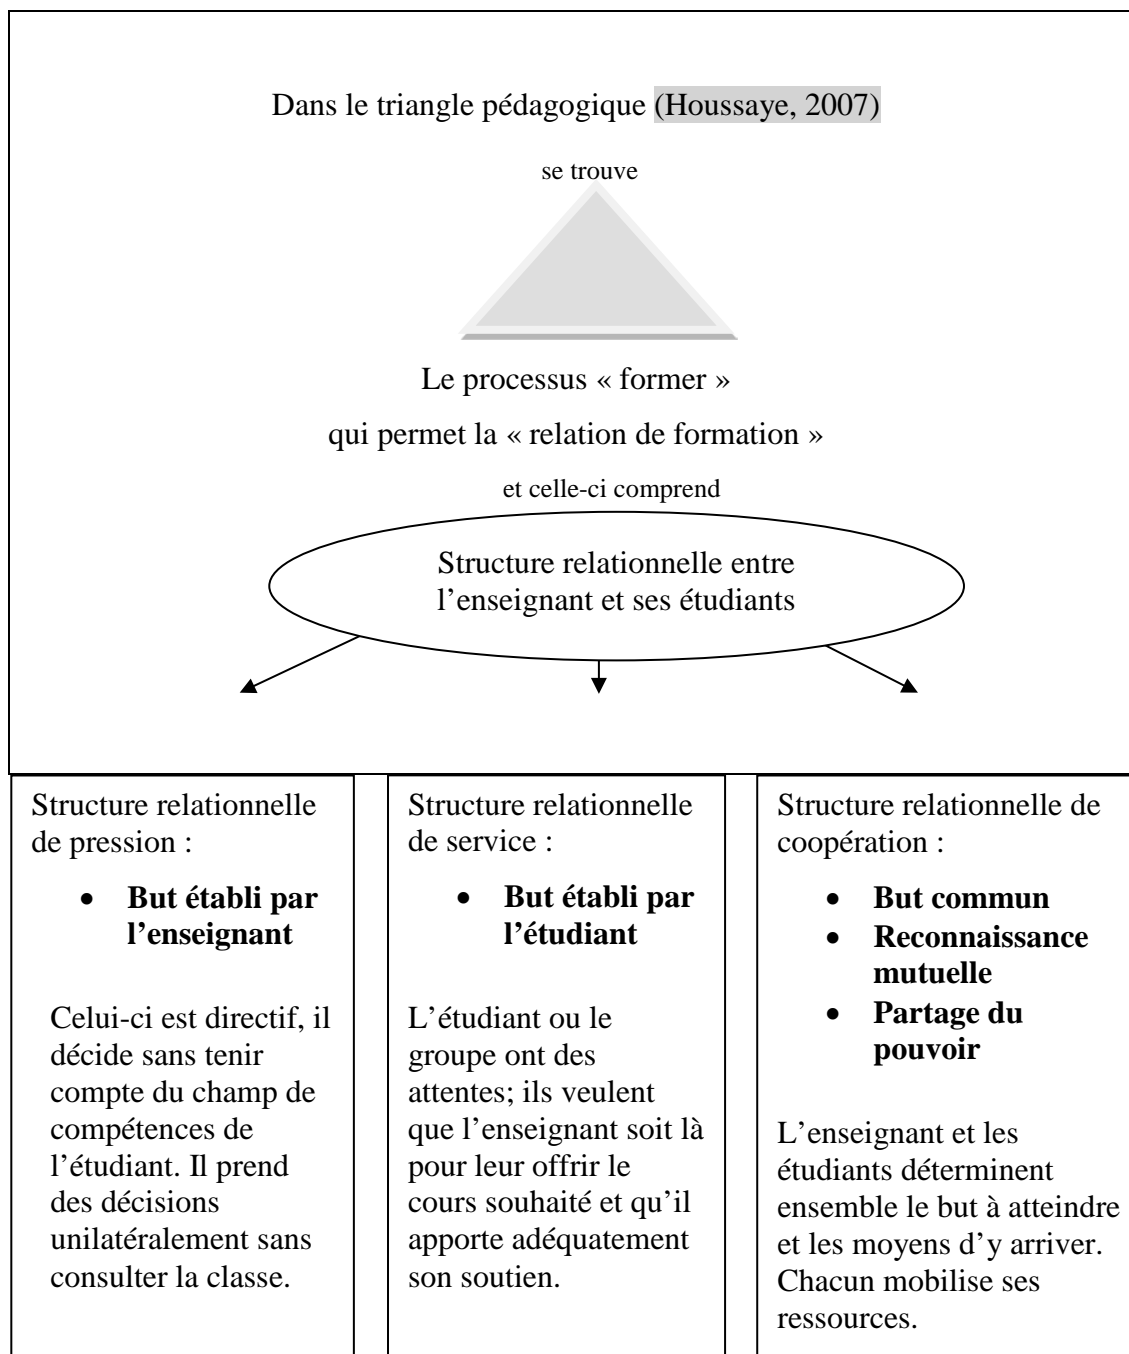 Dans le triangle pédagogique (Houssaye, 2007)
se trouve
Le processus « former »
qui permet la « relation de formation »
et celle-ci comprend
Structure relationnelle entre
l’enseignant et ses étudiants
Structure relationnelle
de pression :
• But établi par
l’enseignant
Celui-ci est directif, il
décide sans tenir
compte du champ de
compétences de
l’étudiant. Il prend
des décisions
unilatéralement sans
consulter la classe.
Structure relationnelle
de service :
• But établi par
l’étudiant
L’étudiant ou le
groupe ont des
attentes; ils veulent
que l’enseignant soit là
pour leur offrir le
cours souhaité et qu’il
apporte adéquatement
son soutien.
Structure relationnelle de
coopération :
• But commun
• Reconnaissance
mutuelle
• Partage du
pouvoir
L’enseignant et les
étudiants déterminent
ensemble le but à atteindre
et les moyens d’y arriver.
Chacun mobilise ses
ressources.